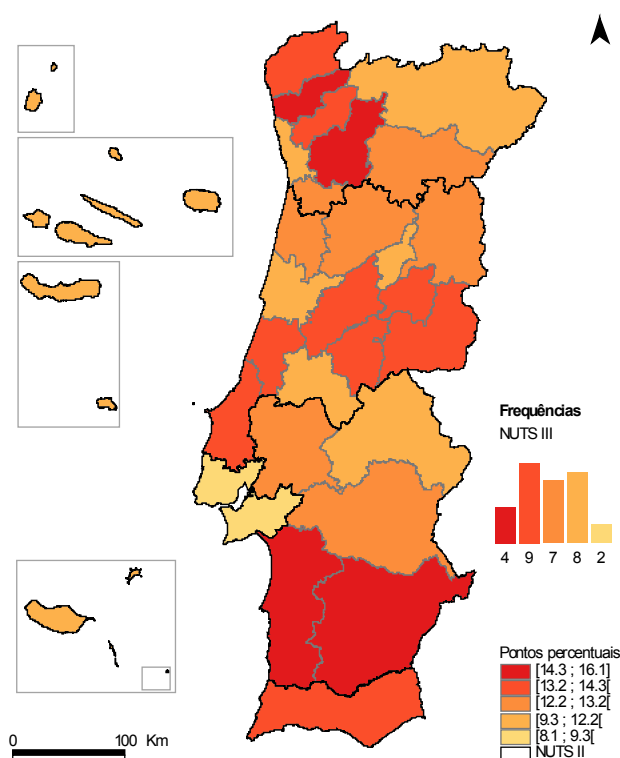 Frequências
NUTS III
4 9 7 8 2
Pontos percentuais
[14.3 ; 16.1]
[13.2 ; 14.3[
[12.2 ; 13.2[
[9.3 ; 12.2[
[8.1 ; 9.3[
NUTS II
0 100 Km